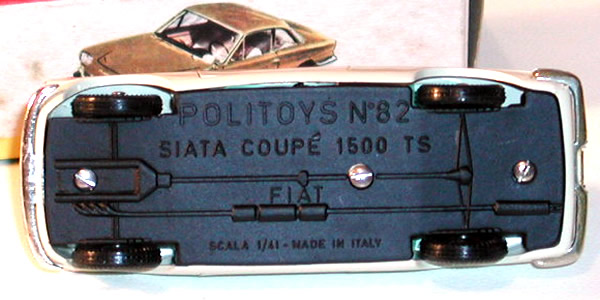 POLITOYS N°82
SIATA COUPÉ 1500 TS
FIAT
SCALA 1/41 - MADE IN ITALY